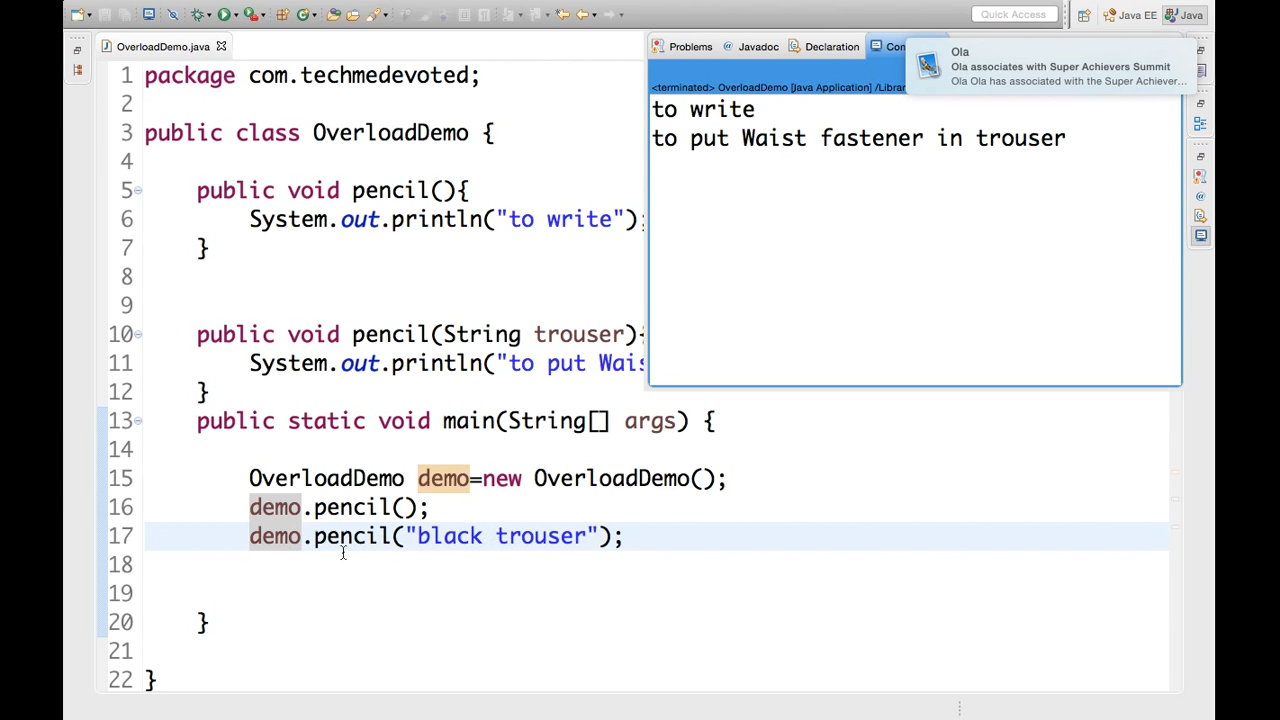 Quick Access
Java EE
Java
OverloadDemo.java
Problems
@ Javadoc
Declaration
Con
Ola
Ola associates with Super Achievers Summit
Ola Ola has associated with the Super Achiever...
<terminated> OverloadDemo [Java Application] /Librar
to write
to put Waist fastener in trouser
1 package com.techmedevoted;
2
3 public class OverloadDemo {
4
5 public void pencil(){
6 System.out.println("to write");
7 }
8
9
10 public void pencil(String trouser){
11 System.out.println("to put Wais
12 }
13 public static void main(String[] args) {
14
15 OverloadDemo demo=new OverloadDemo();
16 demo.pencil();
17 demo.pencil("black trouser");
18
19
20 }
21
22 }